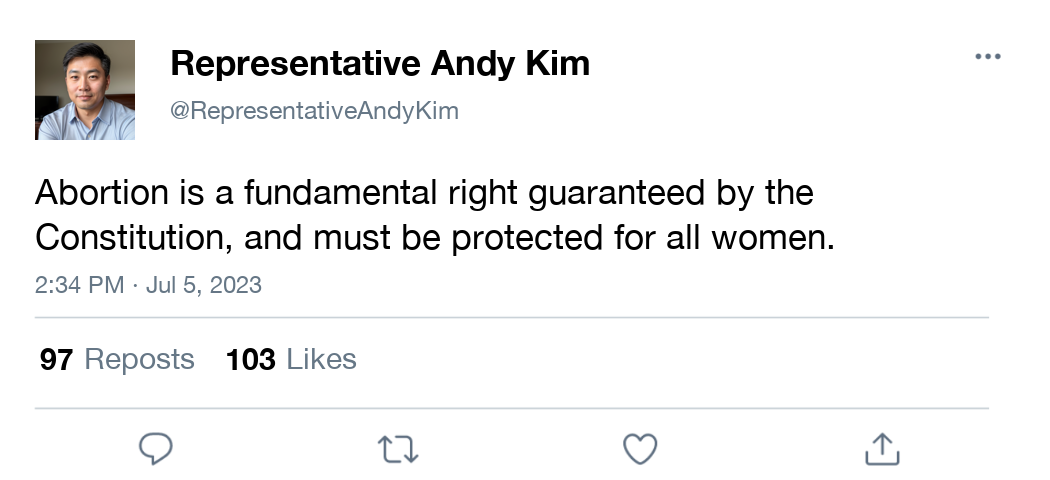 Representative Andy Kim
@RepresentativeAndyKim
Abortion is a fundamental right guaranteed by the
Constitution, and must be protected for all women.
2:34 PM · Jul 5, 2023
97 Reposts 103 Likes